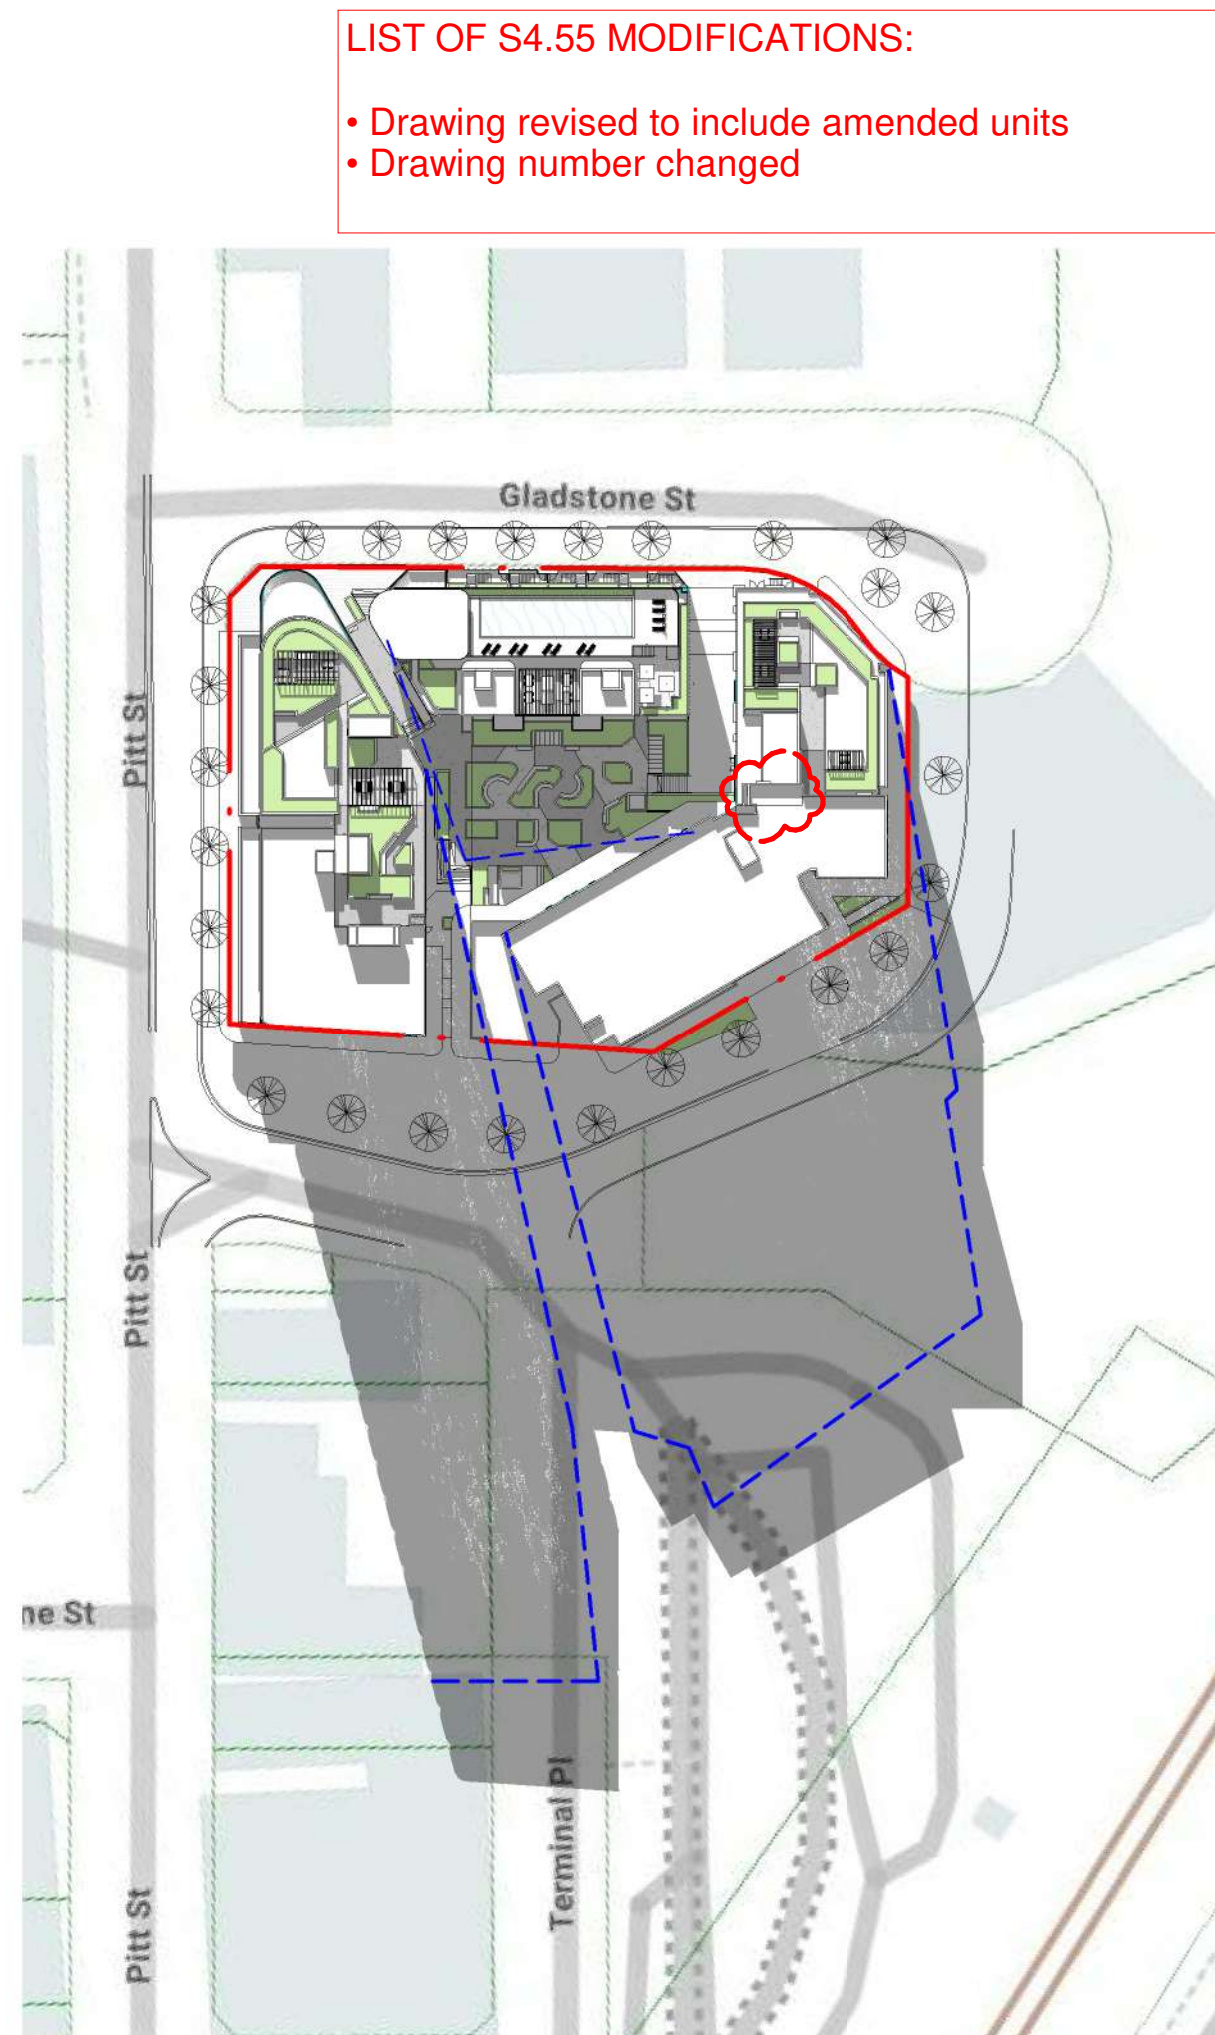 LIST OF S4.55 MODIFICATIONS:
• Drawing revised to include amended units
• Drawing number changed
Gladstone St
Pitt St
Pitt St
ne St
Terminal Pl
Pitt St